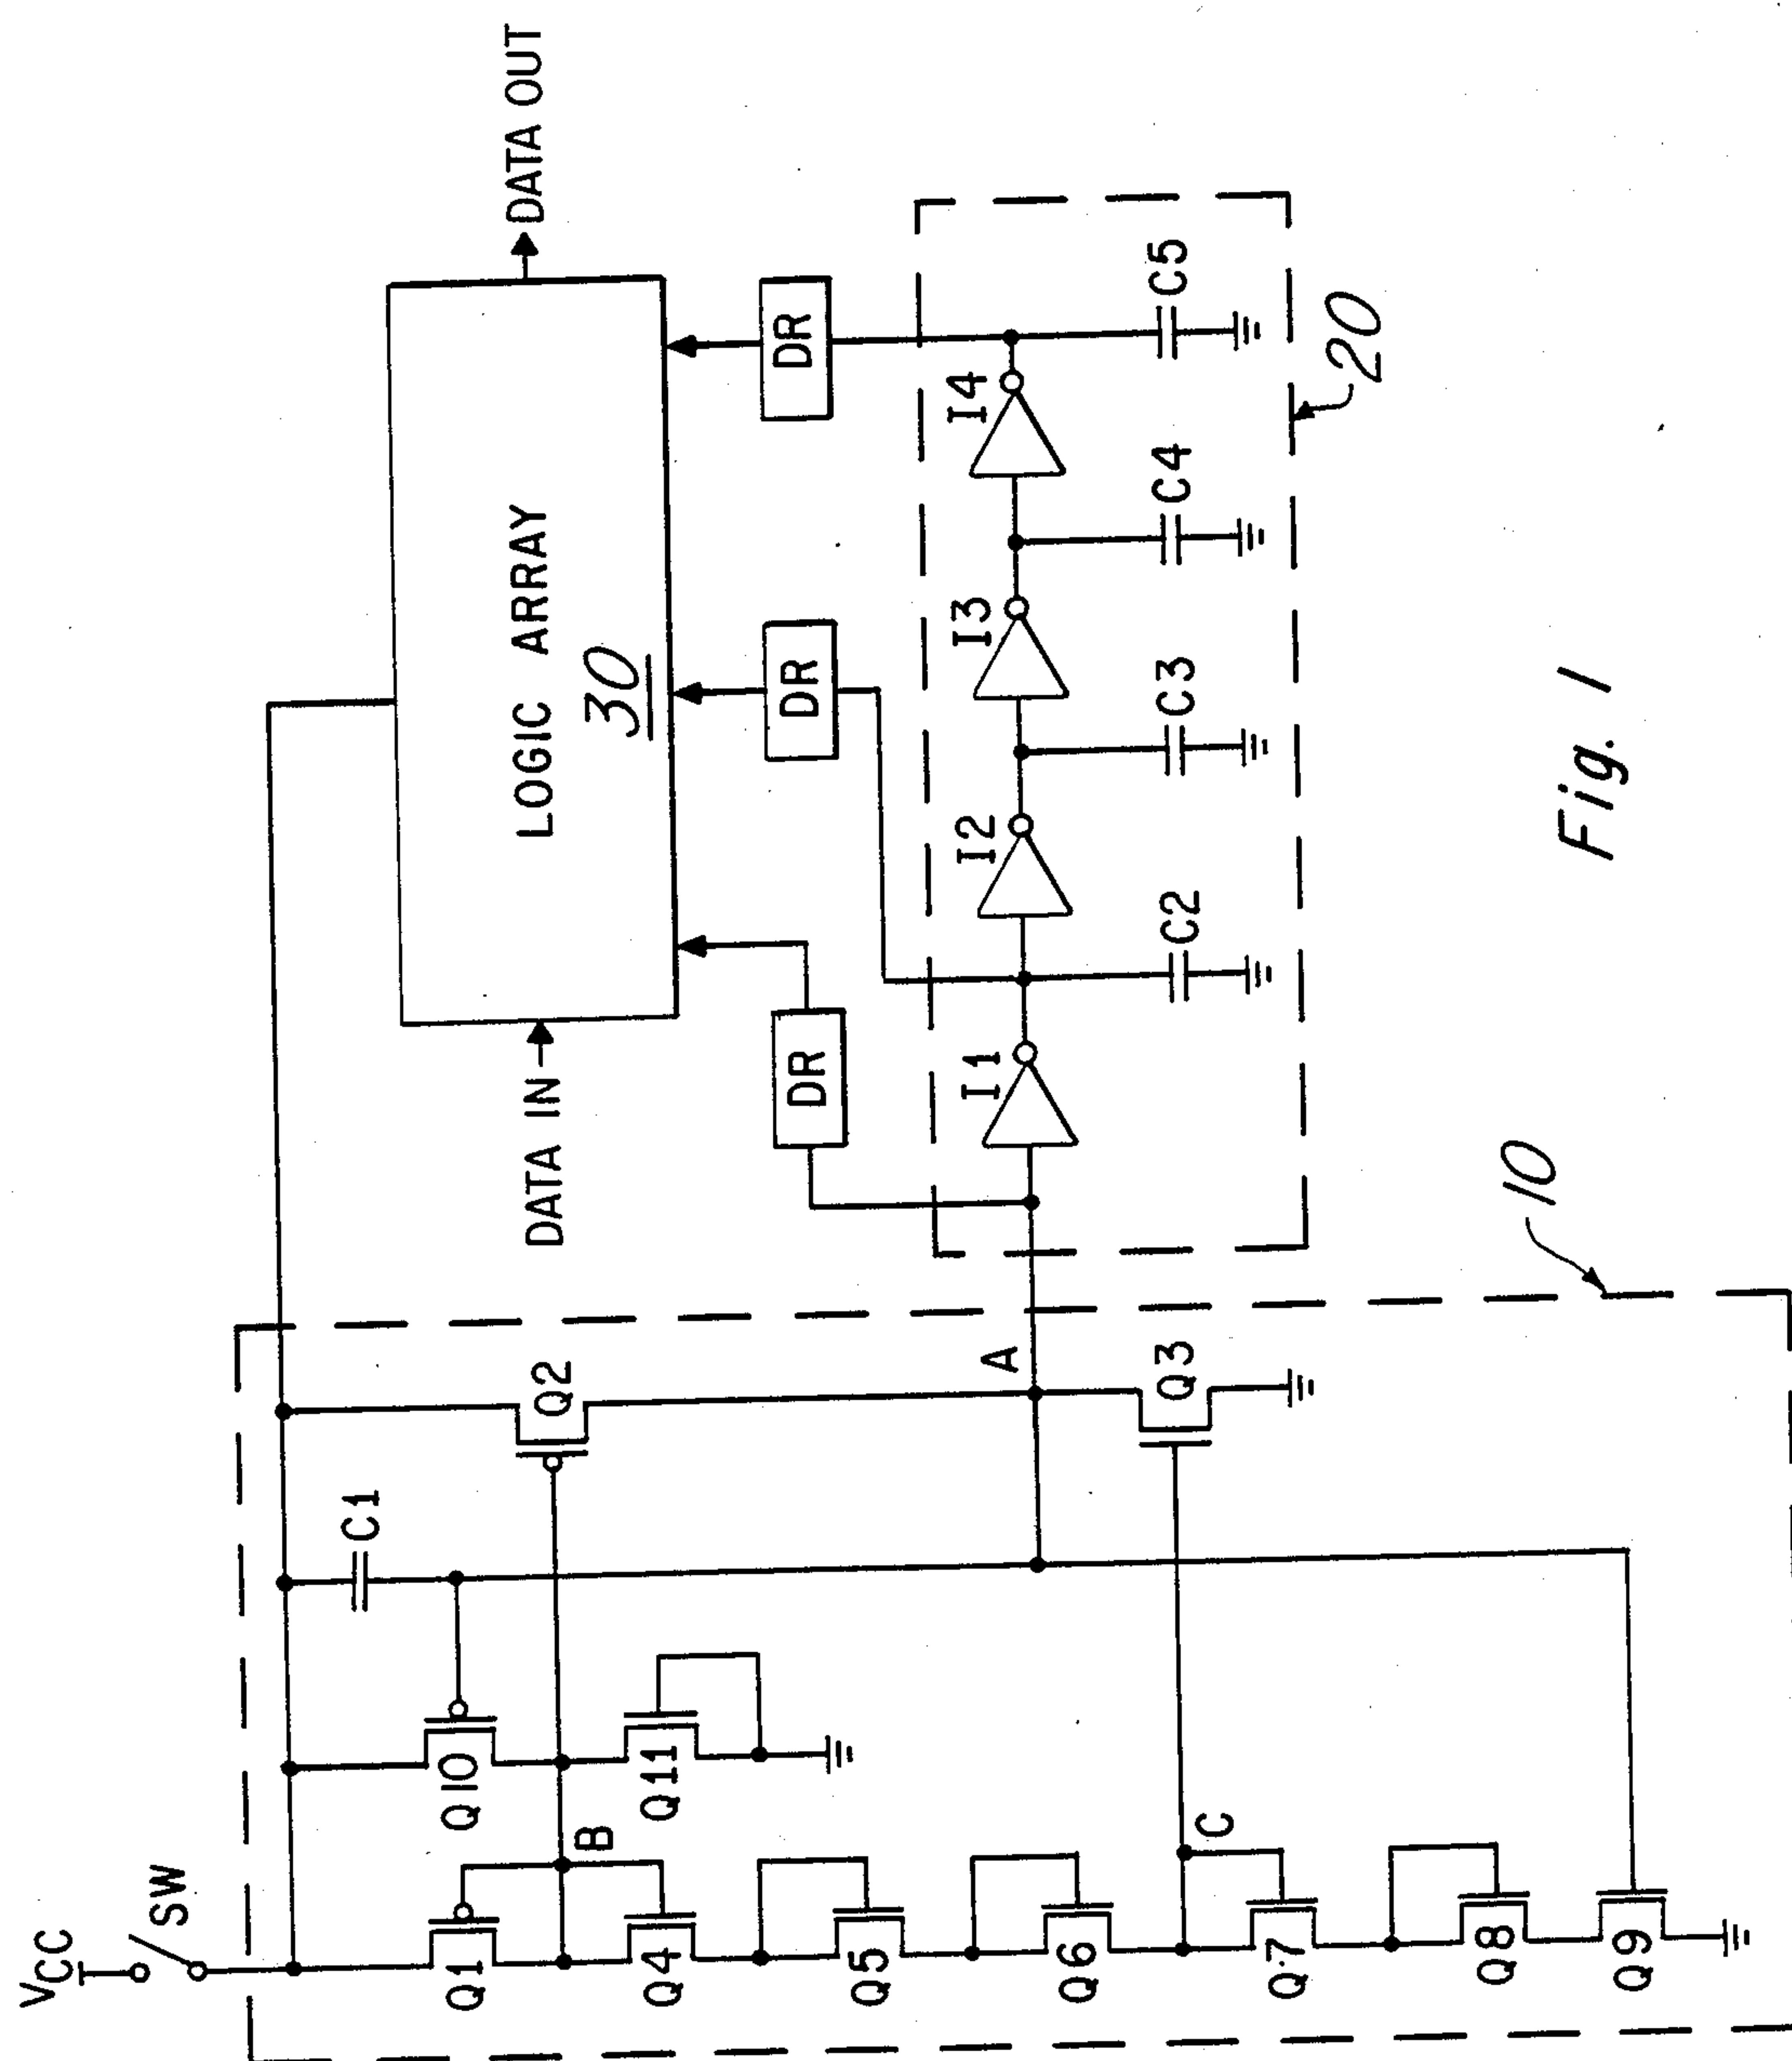 VCC
SW
Q1
Q10
C1
Q2
B
Q4
Q11
Q5
Q6
A
C
Q3
Q7
Q8
Q9
10
DATA IN
LOGIC ARRAY
30
DATA OUT
DR
DR
DR
I1
I2
I3
I4
C2
C3
C4
C5
20
Fig. 1